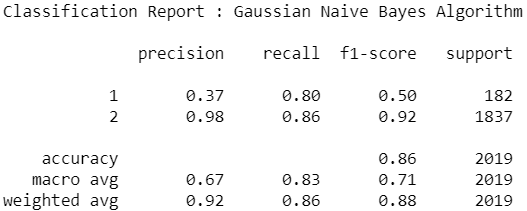 Classification Report : Gaussian Naive Bayes Algorithm
precision recall f1-score support
1 0.37 0.80 0.50 182
2 0.98 0.86 0.92 1837
accuracy 0.86 2019
macro avg 0.67 0.83 0.71 2019
weighted avg 0.92 0.86 0.88 2019